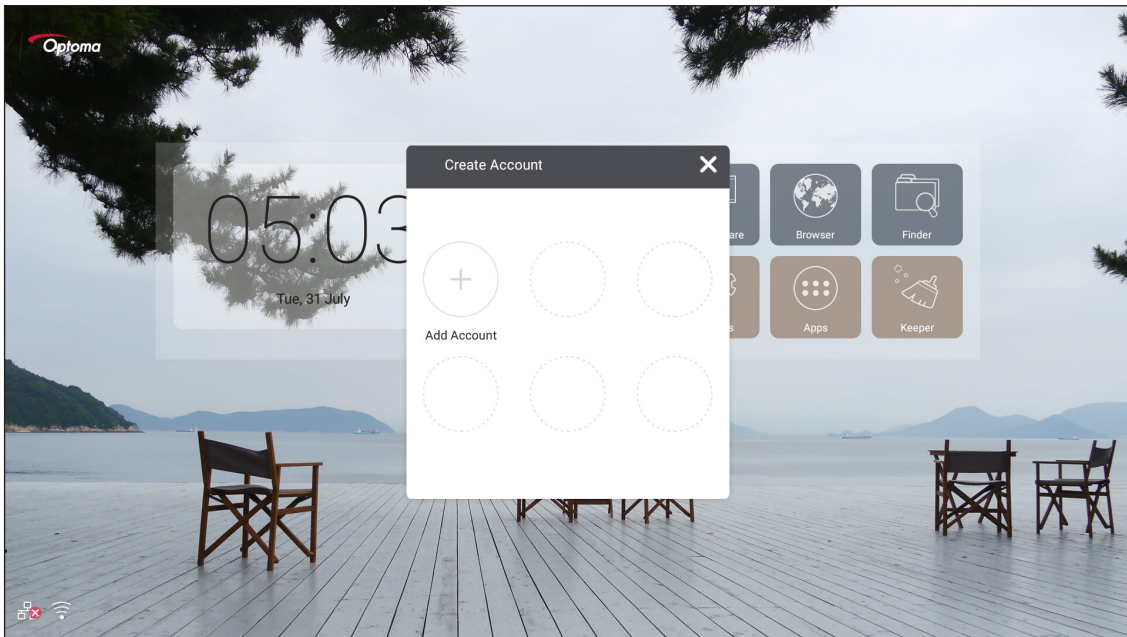 Optoma
Create Account
05:03
Tue, 31 July
Add Account
are
Browser
Finder
s
Apps
Keeper